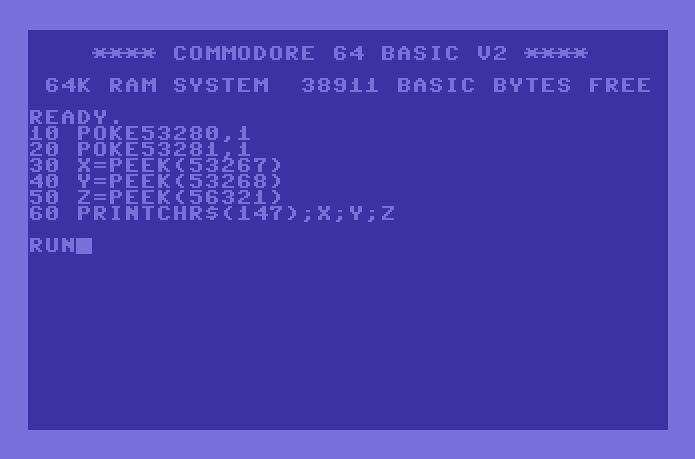 **** COMMODORE 64 BASIC V2 ****
64K RAM SYSTEM  38911 BASIC BYTES FREE
READY.
10 POKE53280,1
20 POKE53281,1
30 X=PEEK(53267)
40 Y=PEEK(53268)
50 Z=PEEK(56321)
60 PRINTCHR$(147);X;Y;Z
RUN